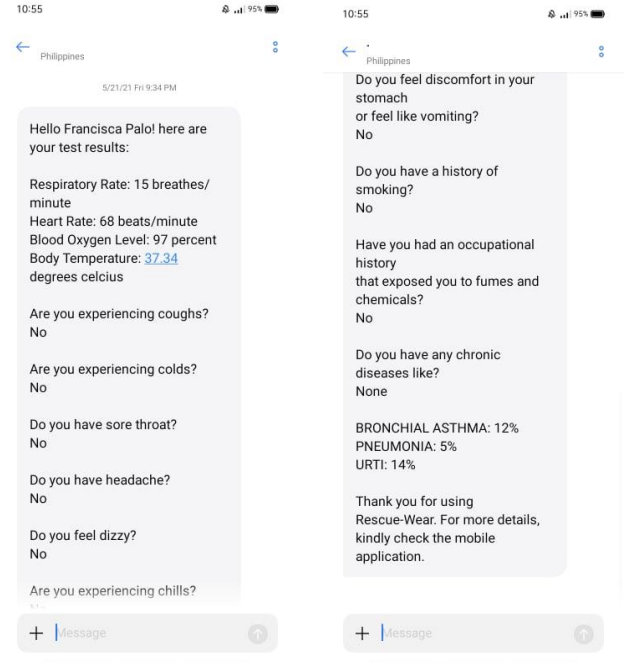 10:55
95%
Philippines
5/21/21 Fri 9:34 PM
Hello Francisca Palo! here are
your test results:
Respiratory Rate: 15 breathes/
minute
Heart Rate: 68 beats/minute
Blood Oxygen Level: 97 percent
Body Temperature: 37.34
degrees celcius
Are you experiencing coughs?
No
Are you experiencing colds?
No
Do you have sore throat?
No
Do you have headache?
No
Do you feel dizzy?
No
Are you experiencing chills?
No
Message
10:55
95%
.
Philippines
Do you feel discomfort in your
stomach
or feel like vomiting?
No
Do you have a history of
smoking?
No
Have you had an occupational
history
that exposed you to fumes and
chemicals?
No
Do you have any chronic
diseases like?
None
BRONCHIAL ASTHMA: 12%
PNEUMONIA: 5%
URTI: 14%
Thank you for using
Rescue-Wear. For more details,
kindly check the mobile
application.
Message